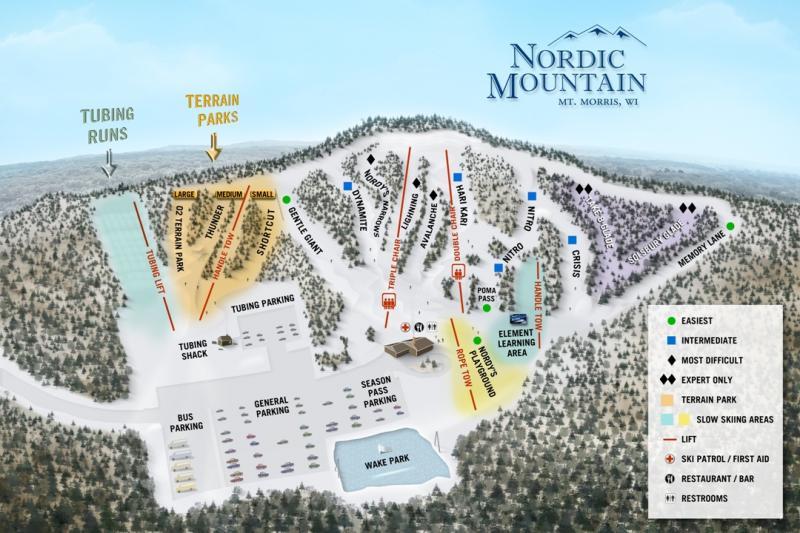 NORDIC
MOUNTAIN
MT. MORRIS, WI
TUBING
RUNS
TERRAIN
PARKS
LARGE
MEDIUM
SMALL
TUBING LIFT
O2 TERRAIN PARK
THUNDER
HANDLE TOW
SHORTCUT
GENTLE GIANT
DYNAMITE
NORDY'S NARROWS
TRIPLE CHAIR
LIGHNING
AVALANCHE
HARI KARI
DOUBLE CHAIR
NITRO
NITRO
CRISIS
SOLSBURY GLADE
MEMORY LANE
POMA
PASS
HANDLE TOW
ELEMENT
LEARNING
AREA
NORDY'S
PLAYGROUND
ROPE TOW
TUBING PARKING
TUBING
SHACK
BUS
PARKING
GENERAL
PARKING
SEASON
PASS
PARKING
WAKE PARK
EASIEST
INTERMEDIATE
MOST DIFFICULT
EXPERT ONLY
TERRAIN PARK
SLOW SKIING AREAS
LIFT
SKI PATROL / FIRST AID
RESTAURANT / BAR
RESTROOMS